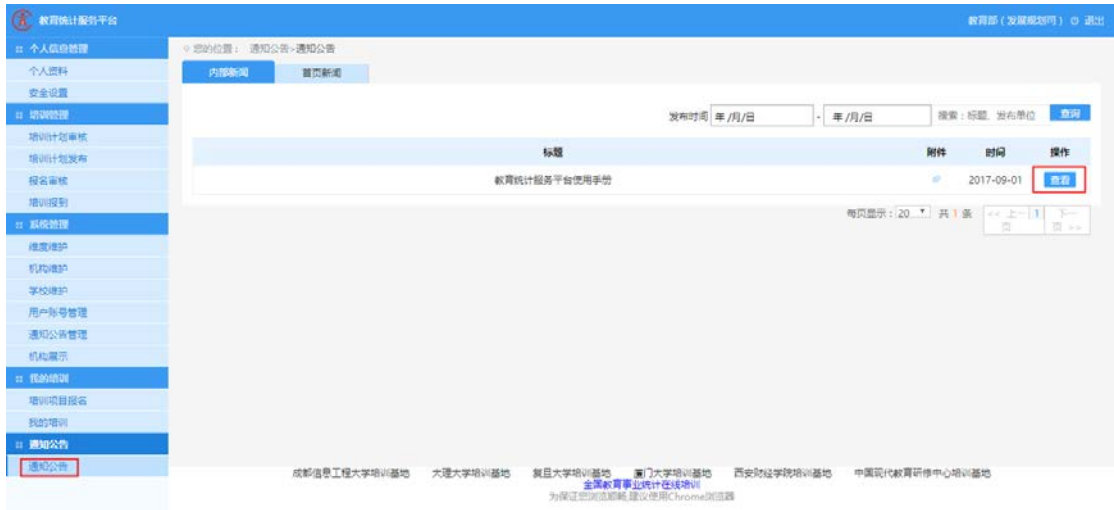 教育统计服务平台
教育部(发展规划司) 退出
个人信息管理
个人资料
安全设置
培训管理
培训计划审核
培训计划发布
报名审核
培训报到
系统管理
维度维护
机构维护
学校维护
用户账号管理
通知公告管理
机构展示
我的培训
培训项目报名
我的培训
通知公告
通知公告
您的位置: 通知公告>通知公告
内部新闻 首页新闻
发布时间 年/月/日 - 年/月/日 搜索:标题、发布单位 查询
标题 附件 时间 操作
教育统计服务平台使用手册 2017-09-01 查看
每页显示:20 共 1 条 << 上一页 1 下一页 >>
成都信息工程大学培训基地 大理大学培训基地 复旦大学培训基地 厦门大学培训基地 西安财经学院培训基地 中国现代教育研修中心培训基地
全国教育事业统计在线培训
为保证您浏览顺畅,建议使用Chrome浏览器